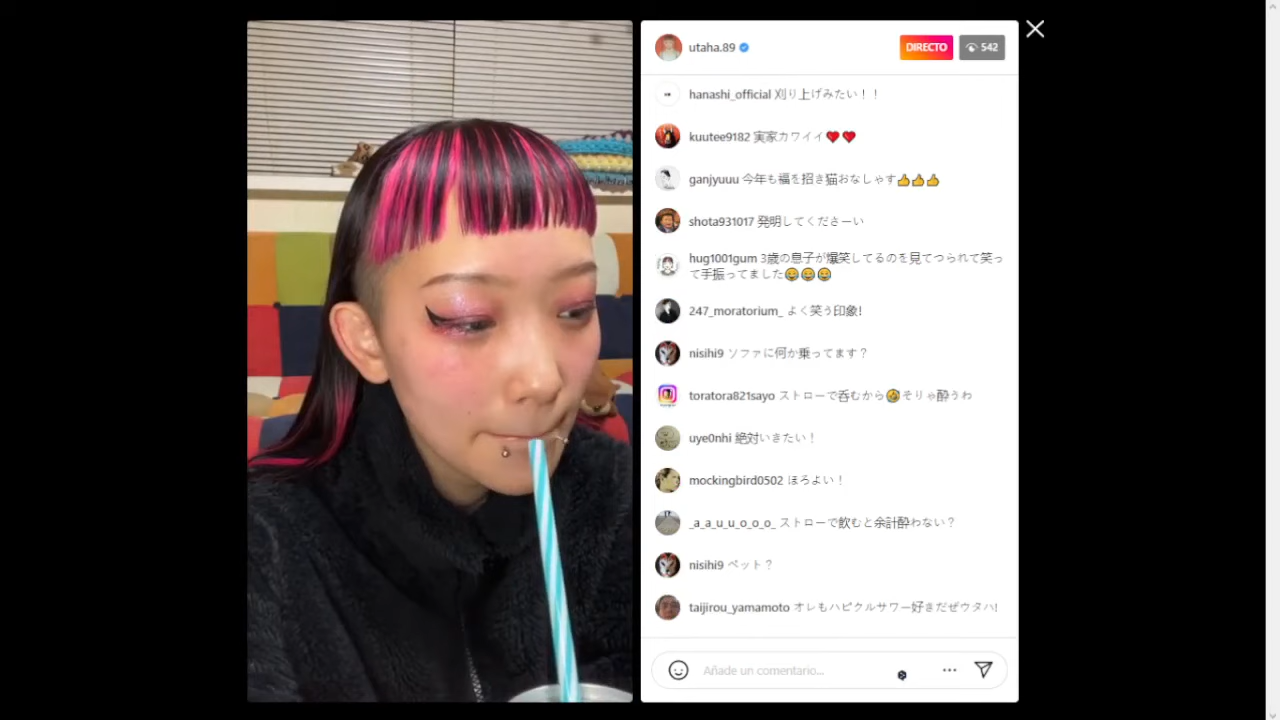 utaha.89
DIRECTO
542
hanashi_official 刈り上げみたい！！
kuutee9182 実家カワイイ❤❤
ganjyuuu 今年も福を招き猫おなしゃす👍👍👍
shota931017 発明してくださーい
hug1001gum 3歳の息子が爆笑してるのを見てつられて笑っ
て手振ってました😂😂😂
247_moratorium_ よく笑う印象!
nisihi9 ソファに何か乗ってます？
toratora821sayo ストローで呑むから🤣そりゃ酔うわ
uye0nhi 絶対いきたい！
mockingbird0502 ほろよい！
_a_a_u_u_o_o_o_ ストローで飲むと余計酔わない？
nisihi9 ペット？
taijirou_yamamoto オレもハピクルサワー好きだぜウタハ!
Añade un comentario...